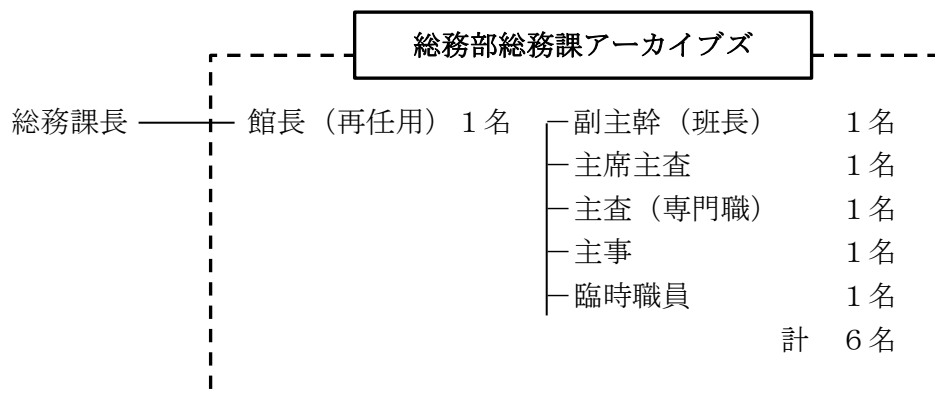 総務部総務課アーカイブズ
総務課長 館長（再任用）１名 副主幹（班長） １名
主席主査 １名
主査（専門職） １名
主事 １名
臨時職員 １名
計 ６名